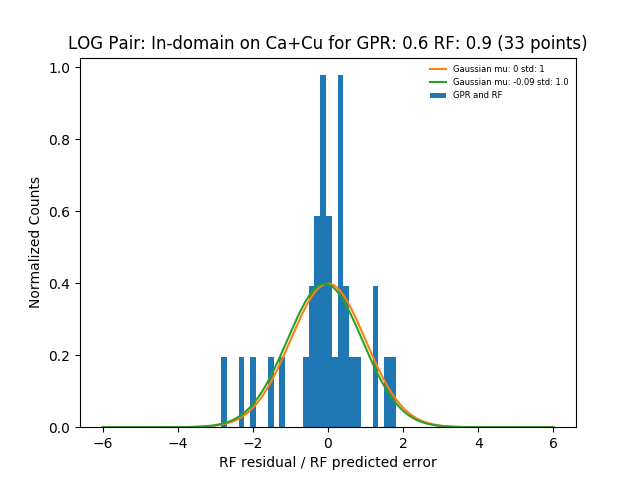 LOG Pair: In-domain on Ca+Cu for GPR: 0.6 RF: 0.9 (33 points)
Gaussian mu: 0 std: 1
Gaussian mu: -0.09 std: 1.0
GPR and RF
1.0
0.8
0.6
0.4
0.2
0.0
Normalized Counts
−6 −4 −2 0 2 4 6
RF residual / RF predicted error